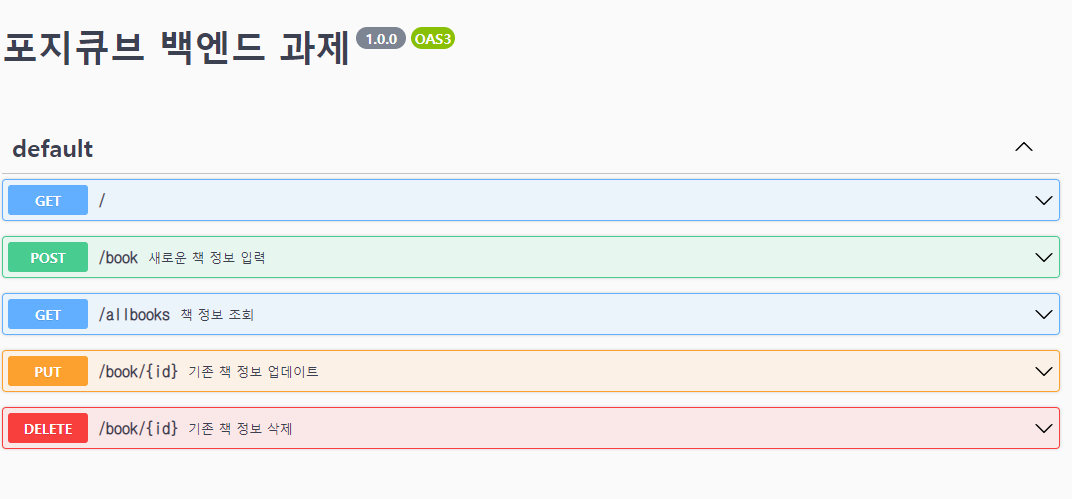 포지큐브 백엔드 과제 1.0.0 OAS3
default
GET /
POST /book 새로운 책 정보 입력
GET /allbooks 책 정보 조회
PUT /book/{id} 기존 책 정보 업데이트
DELETE /book/{id} 기존 책 정보 삭제